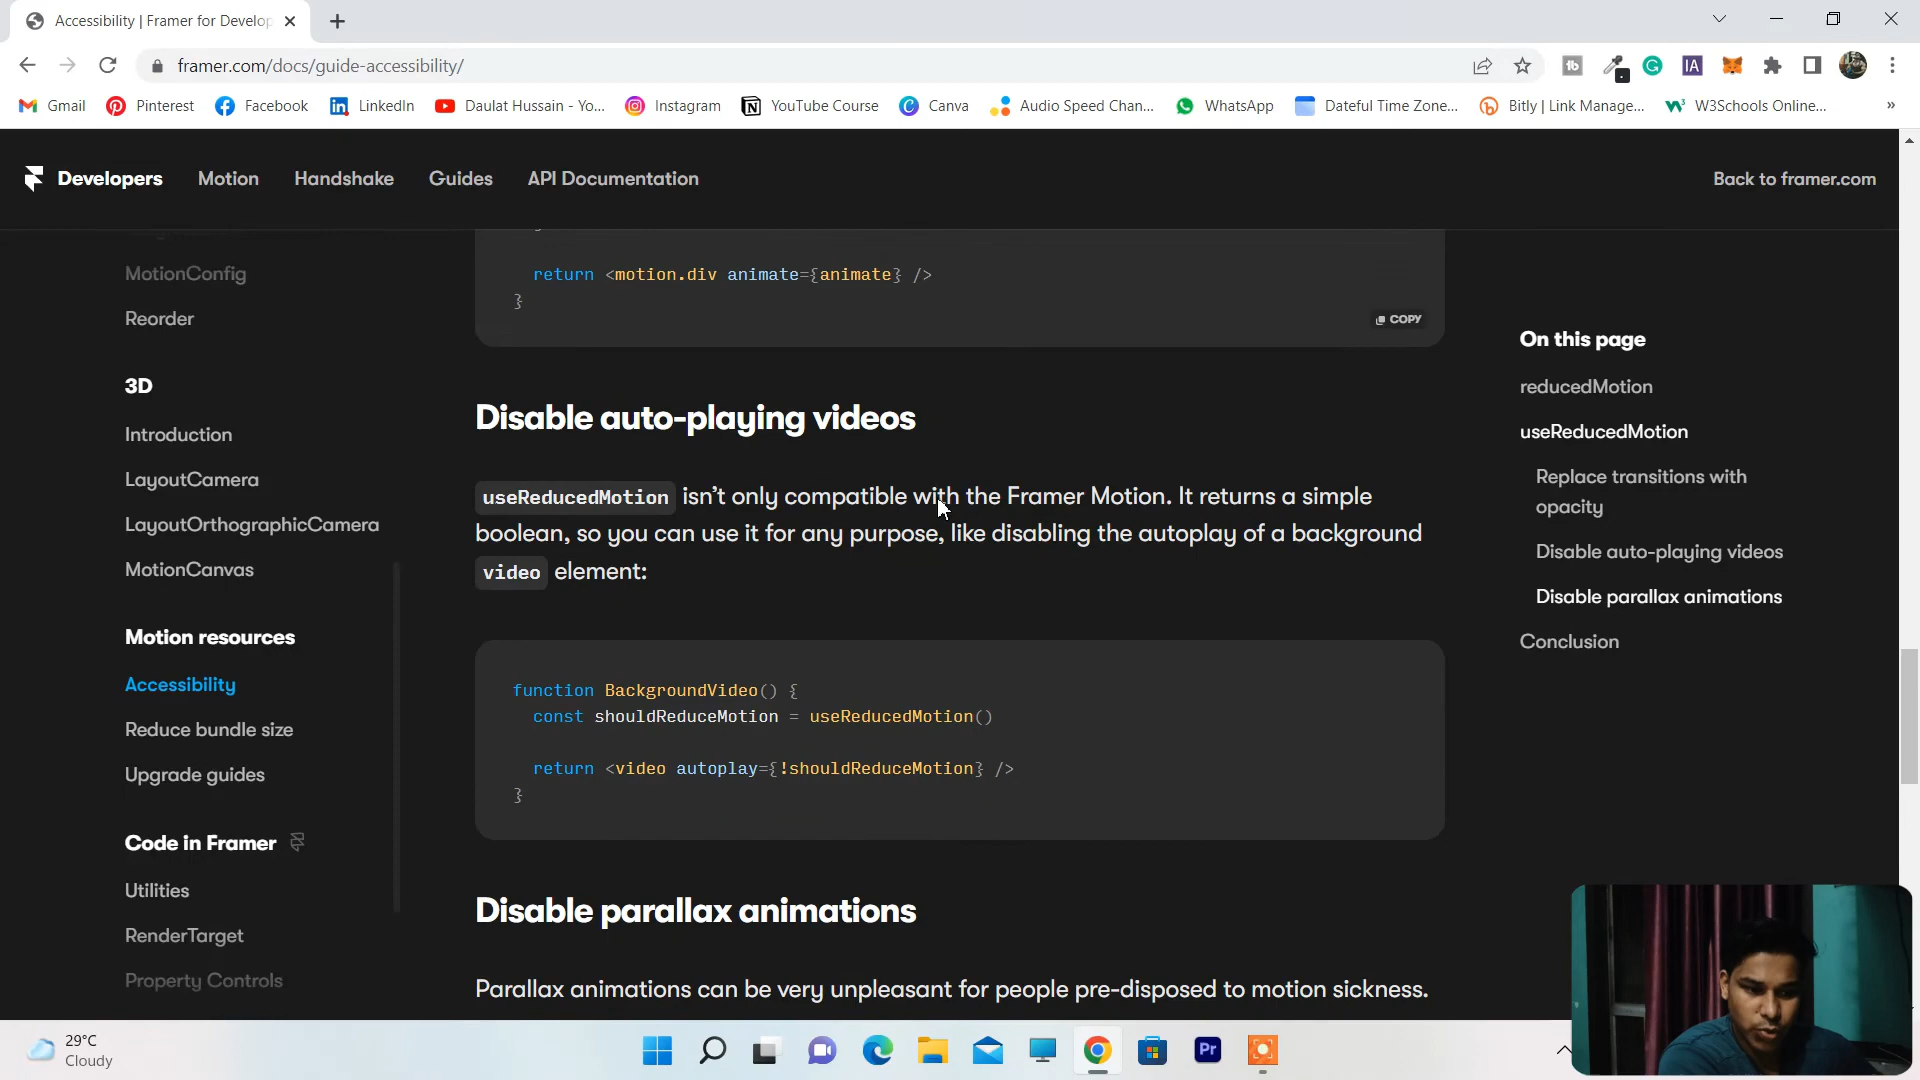 Accessibility | Framer for Develop
framer.com/docs/guide-accessibility/
Gmail
Pinterest
Facebook
LinkedIn
Daulat Hussain - Yo...
Instagram
YouTube Course
Canva
Audio Speed Chan...
WhatsApp
Dateful Time Zone...
Bitly | Link Manage...
W3Schools Online...
»
Developers
Motion
Handshake
Guides
API Documentation
Back to framer.com
MotionConfig
Reorder
3D
Introduction
LayoutCamera
LayoutOrthographicCamera
MotionCanvas
Motion resources
Accessibility
Reduce bundle size
Upgrade guides
Code in Framer
Utilities
RenderTarget
Property Controls
return <motion.div animate={animate} />
}
COPY
Disable auto-playing videos
useReducedMotion isn't only compatible with the Framer Motion. It returns a simple
boolean, so you can use it for any purpose, like disabling the autoplay of a background
video element:
function BackgroundVideo() {
const shouldReduceMotion = useReducedMotion()
return <video autoplay={!shouldReduceMotion} />
}
Disable parallax animations
Parallax animations can be very unpleasant for people pre-disposed to motion sickness.
On this page
reducedMotion
useReducedMotion
Replace transitions with
opacity
Disable auto-playing videos
Disable parallax animations
Conclusion
29°C
Cloudy
IA
Pr